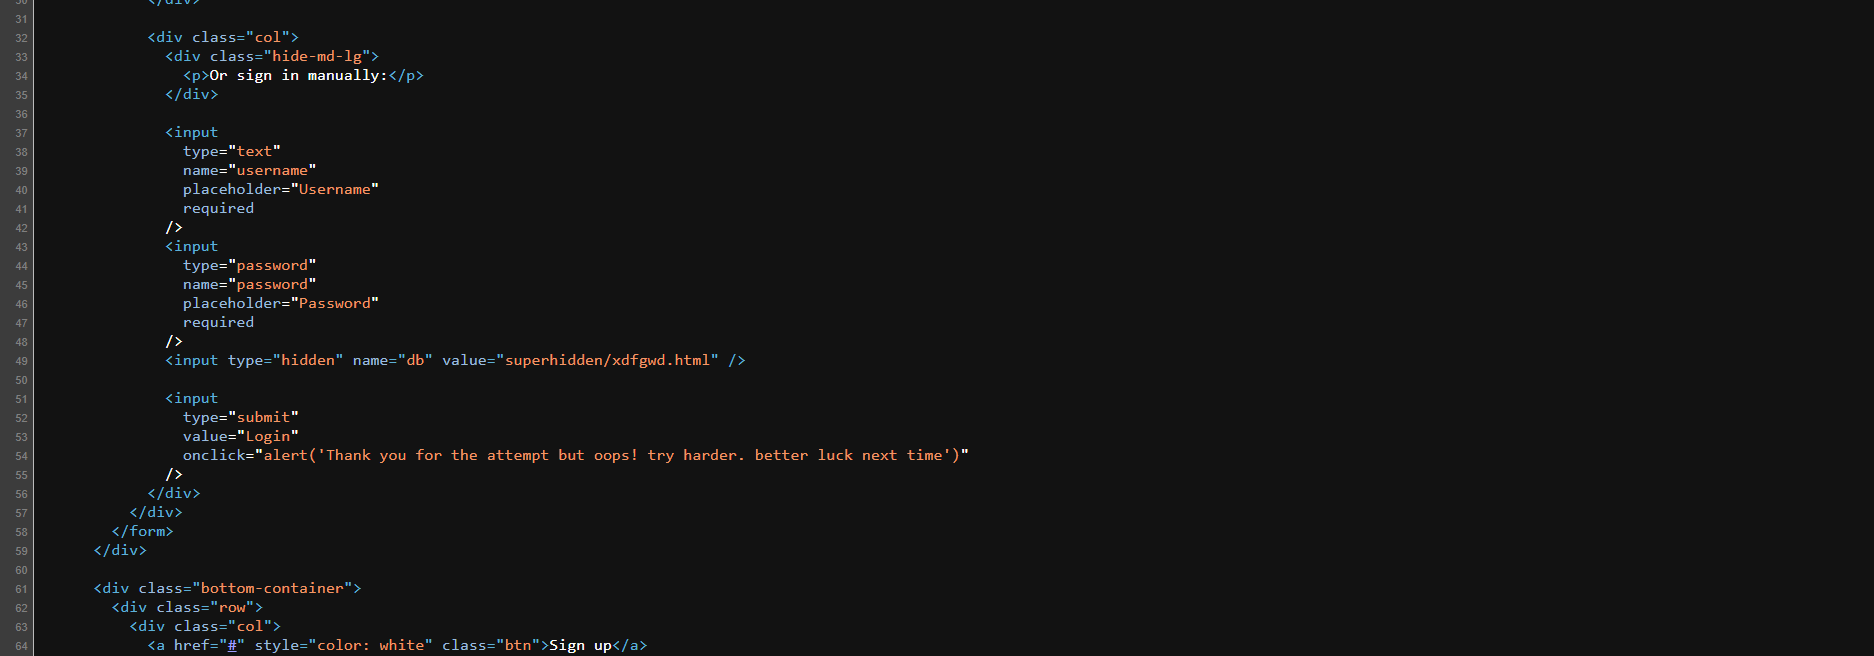 30 </div>
31
32 <div class="col">
33 <div class="hide-md-lg">
34 <p>Or sign in manually:</p>
35 </div>
36
37 <input
38 type="text"
39 name="username"
40 placeholder="Username"
41 required
42 />
43 <input
44 type="password"
45 name="password"
46 placeholder="Password"
47 required
48 />
49 <input type="hidden" name="db" value="superhidden/xdfgwd.html" />
50
51 <input
52 type="submit"
53 value="Login"
54 onclick="alert('Thank you for the attempt but oops! try harder. better luck next time')"
55 />
56 </div>
57 </div>
58 </form>
59 </div>
60
61 <div class="bottom-container">
62 <div class="row">
63 <div class="col">
64 <a href="#" style="color: white" class="btn">Sign up</a>